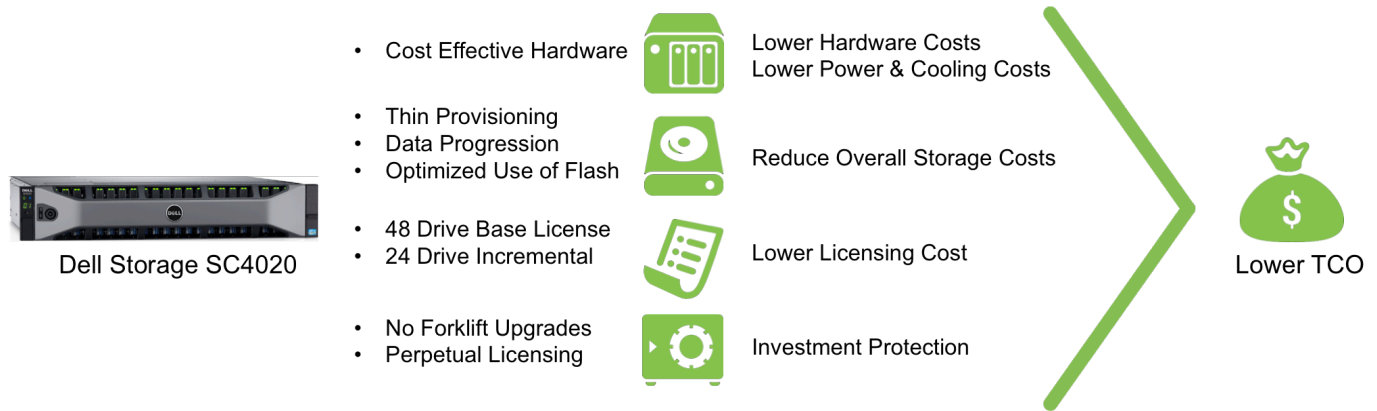 • Cost Effective Hardware
Lower Hardware Costs
Lower Power & Cooling Costs
• Thin Provisioning
• Data Progression
• Optimized Use of Flash
Reduce Overall Storage Costs
DELL
Dell Storage SC4020
• 48 Drive Base License
• 24 Drive Incremental
Lower Licensing Cost
• No Forklift Upgrades
• Perpetual Licensing
Investment Protection
$
Lower TCO